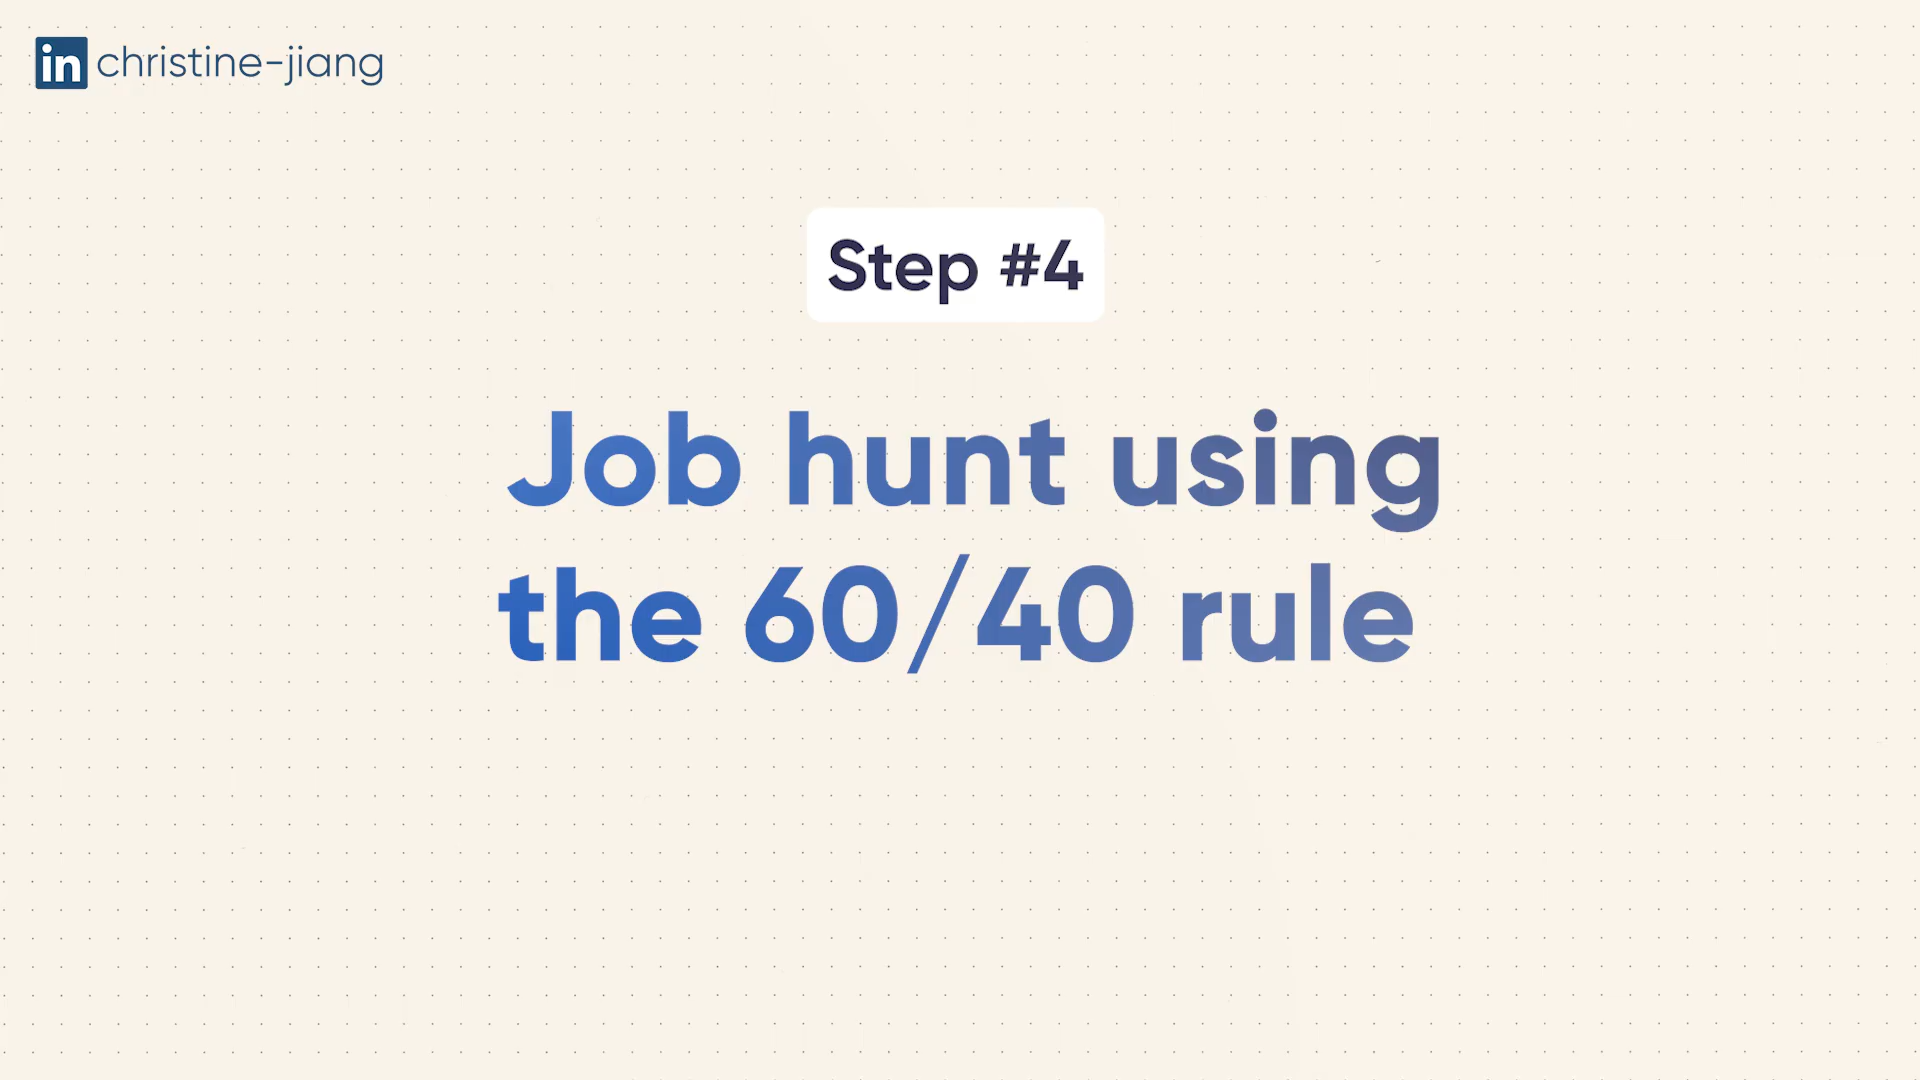 in christine-jiang
Step #4
Job hunt using
the 60/40 rule